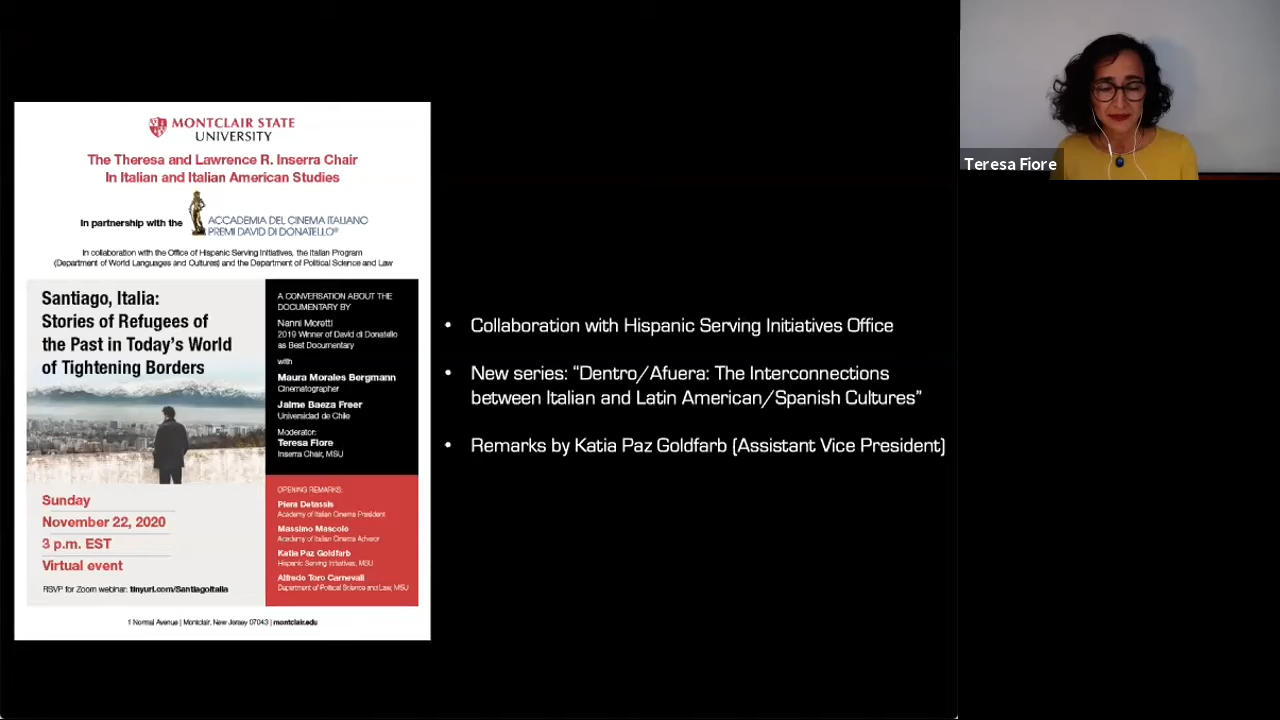 MONTCLAIR STATE
UNIVERSITY
The Theresa and Lawrence R. Inserra Chair
In Italian and Italian American Studies
In partnership with the
ACCADEMIA DEL CINEMA ITALIANO
PREMI DAVID DI DONATELLO®
In collaboration with the Office of Hispanic Serving Initiatives, the Italian Program
(Department of World Languages and Cultures) and the Department of Political Science and Law
Santiago, Italia:
Stories of Refugees of
the Past in Today's World
of Tightening Borders
Sunday
November 22, 2020
3 p.m. EST
Virtual event
RSVP for Zoom webinar: tinyurl.com/SantiagoItalia
A CONVERSATION ABOUT THE
DOCUMENTARY BY
Nanni Moretti
2019 Winner of David di Donatello
as Best Documentary
with
Maura Morales Bergmann
Cinematographer
Jaime Baeza Freer
Universidad de Chile
Moderator:
Teresa Fiore
Inserra Chair, MSU
OPENING REMARKS:
Piera Detassis
Academy of Italian Cinema President
Massimo Mascolo
Academy of Italian Cinema Advisor
Katia Paz Goldfarb
Hispanic Serving Initiatives, MSU
Alfredo Toro Carnevali
Department of Political Science and Law, MSU
1 Normal Avenue | Montclair, New Jersey 07043 | montclair.edu
• Collaboration with Hispanic Serving Initiatives Office
• New series: "Dentro/Afuera: The Interconnections
between Italian and Latin American/Spanish Cultures"
• Remarks by Katia Paz Goldfarb (Assistant Vice President)
Teresa Fiore